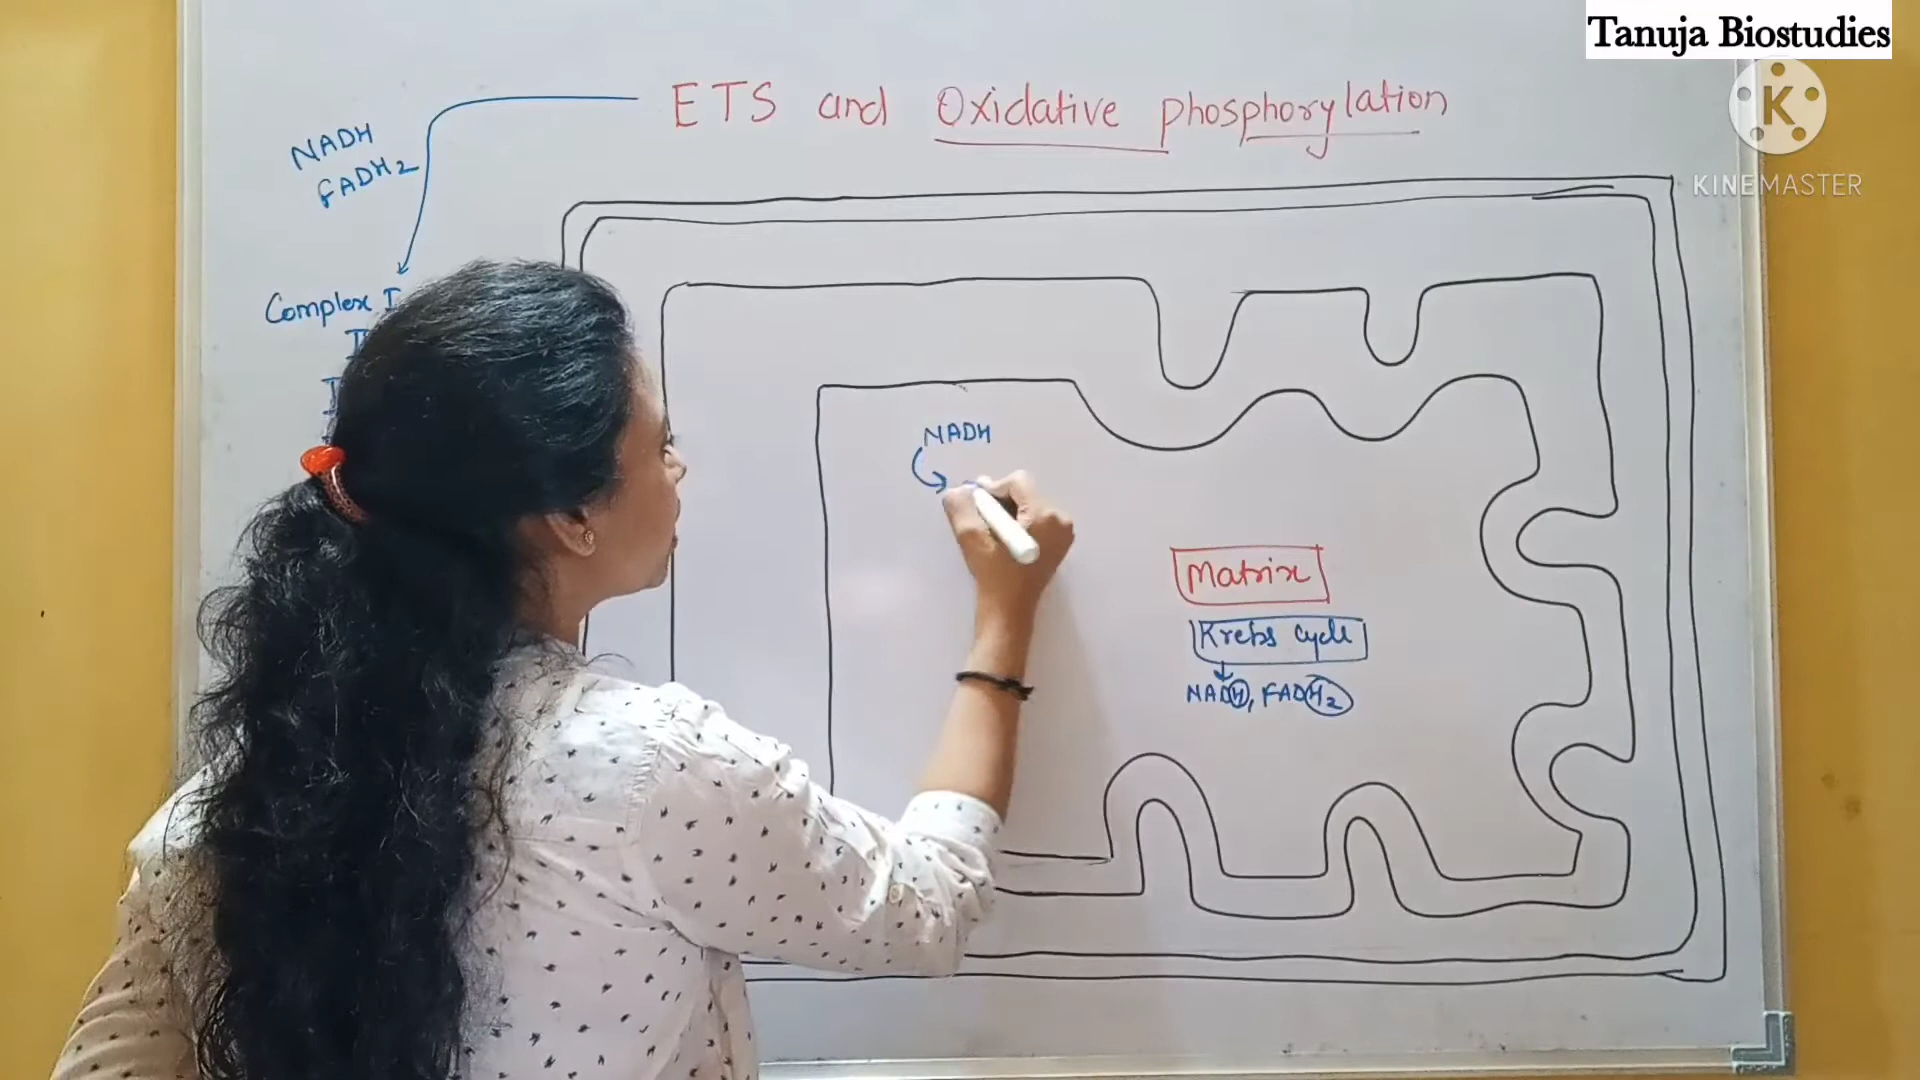 Tanuja Biostudies
KINEMASTER
ETS and Oxidative phosphorylation
NADH
FADH2
Complex I
NADH
Matrix
Krebs cycle
NADH, FADH2